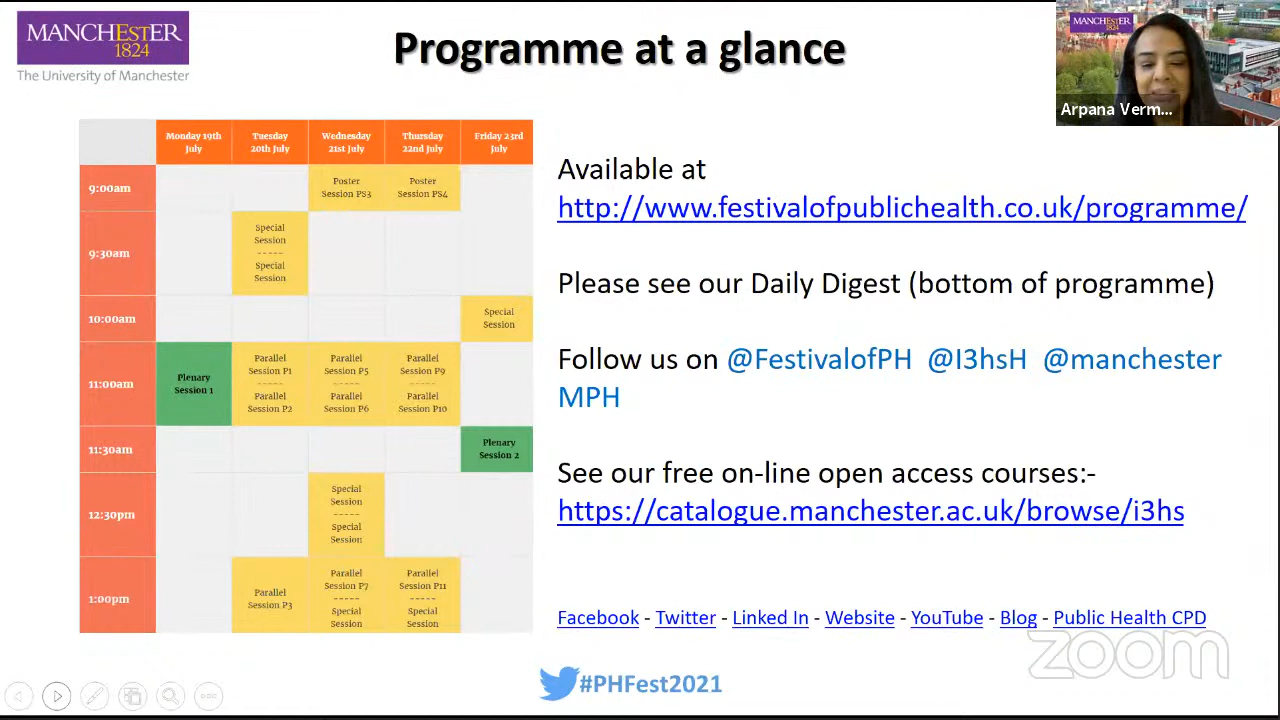 MANCHESTER
1824
The University of Manchester
Programme at a glance
MANCHESTER
Arpana Verm...
Monday 19th July
Tuesday 20th July
Wednesday 21st July
Thursday 22nd July
Friday 23rd July
9:00am
Poster Session PS3
Poster Session PS4
9:30am
Special Session
-----
Special Session
10:00am
Special Session
11:00am
Plenary Session 1
Parallel Session P1
-----
Parallel Session P2
Parallel Session P5
-----
Parallel Session P6
Parallel Session P9
-----
Parallel Session P10
11:30am
Plenary Session 2
12:30pm
Special Session
-----
Special Session
1:00pm
Parallel Session P3
Parallel Session P7
-----
Special Session
Parallel Session P11
-----
Special Session
Available at
http://www.festivalofpublichealth.co.uk/programme/
Please see our Daily Digest (bottom of programme)
Follow us on @FestivalofPH @I3hsH @manchester
MPH
See our free on-line open access courses:-
https://catalogue.manchester.ac.uk/browse/i3hs
Facebook - Twitter - Linked In - Website - YouTube - Blog - Public Health CPD
zoom
#PHFest2021